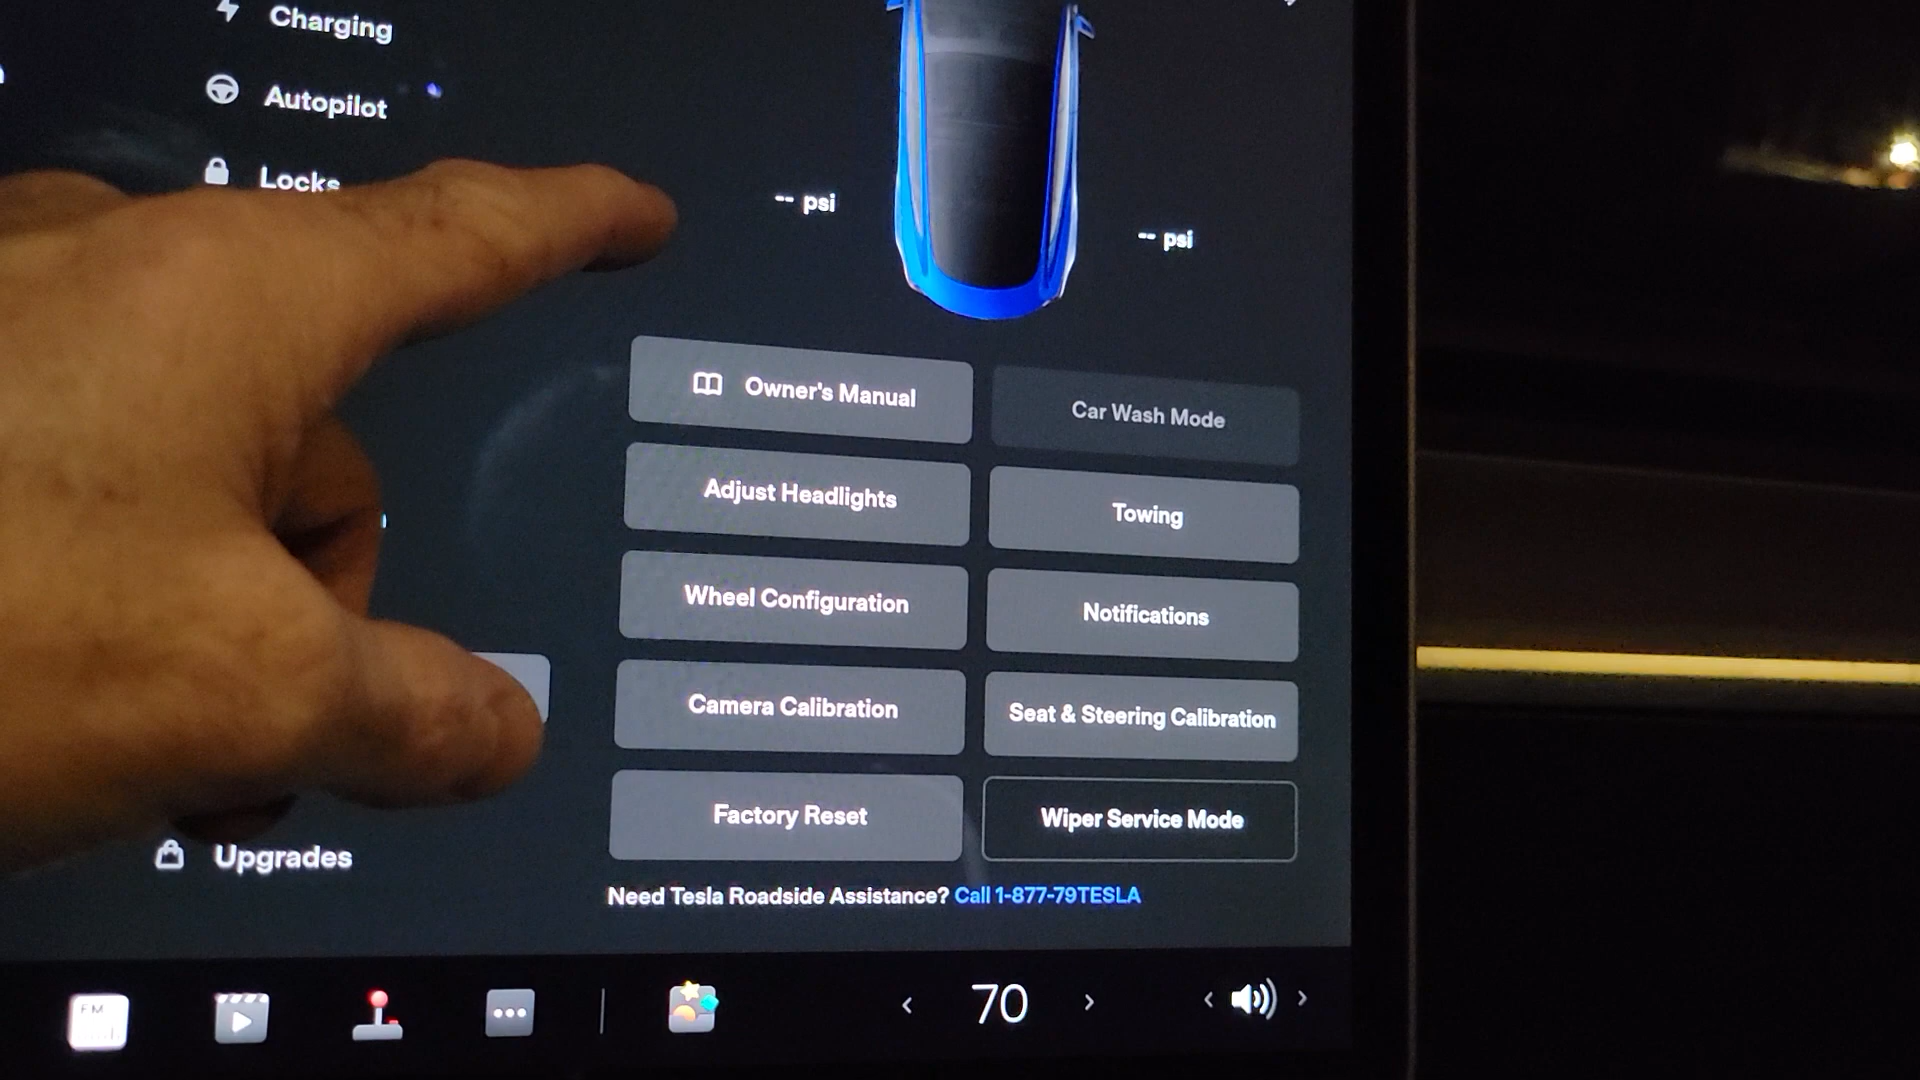 Charging
Autopilot
Locks
-- psi
-- psi
Owner's Manual
Car Wash Mode
Adjust Headlights
Towing
Wheel Configuration
Notifications
Camera Calibration
Seat & Steering Calibration
Factory Reset
Wiper Service Mode
Upgrades
Need Tesla Roadside Assistance? Call 1-877-79TESLA
FM
70